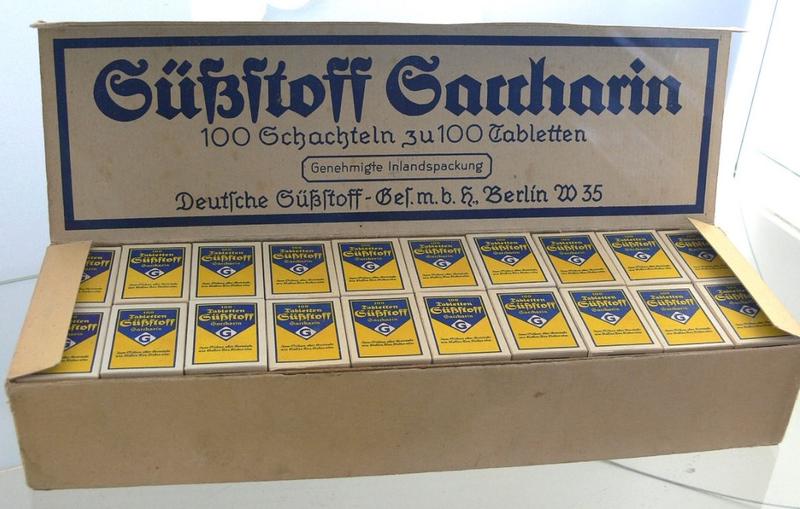 Süßſtoff Saccharin
100 Schachteln zu 100 Tabletten
Genehmigte Inlandspackung
Deutſche Süßſtoff-Geſ.m.b.H., Berlin W 35
100
Tabletten
Süßſtoff
Saccharin
G